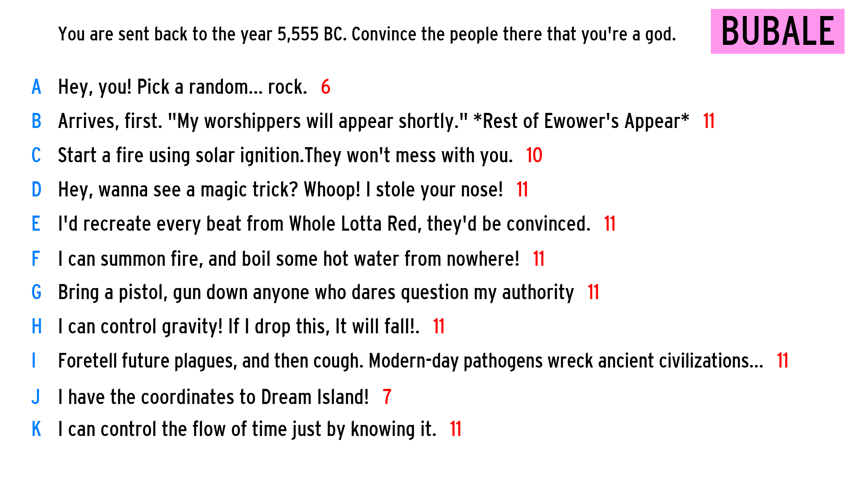 You are sent back to the year 5,555 BC. Convince the people there that you're a god.
BUBALE
A Hey, you! Pick a random... rock. 6
B Arrives, first. "My worshippers will appear shortly." *Rest of Ewower's Appear* 11
C Start a fire using solar ignition.They won't mess with you. 10
D Hey, wanna see a magic trick? Whoop! I stole your nose! 11
E I'd recreate every beat from Whole Lotta Red, they'd be convinced. 11
F I can summon fire, and boil some hot water from nowhere! 11
G Bring a pistol, gun down anyone who dares question my authority 11
H I can control gravity! If I drop this, It will fall!. 11
I Foretell future plagues, and then cough. Modern-day pathogens wreck ancient civilizations... 11
J I have the coordinates to Dream Island! 7
K I can control the flow of time just by knowing it. 11